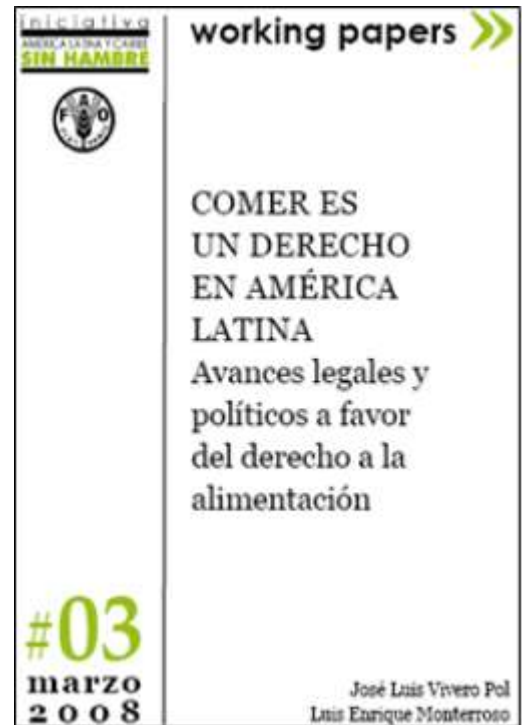 iniciativa
AMÉRICA LATINA Y CARIBE
SIN HAMBRE
FAO
working papers
COMER ES
UN DERECHO
EN AMÉRICA
LATINA
Avances legales y
políticos a favor
del derecho a la
alimentación
#03
marzo
2008
José Luis Vivero Pol
Luis Enrique Monterroso